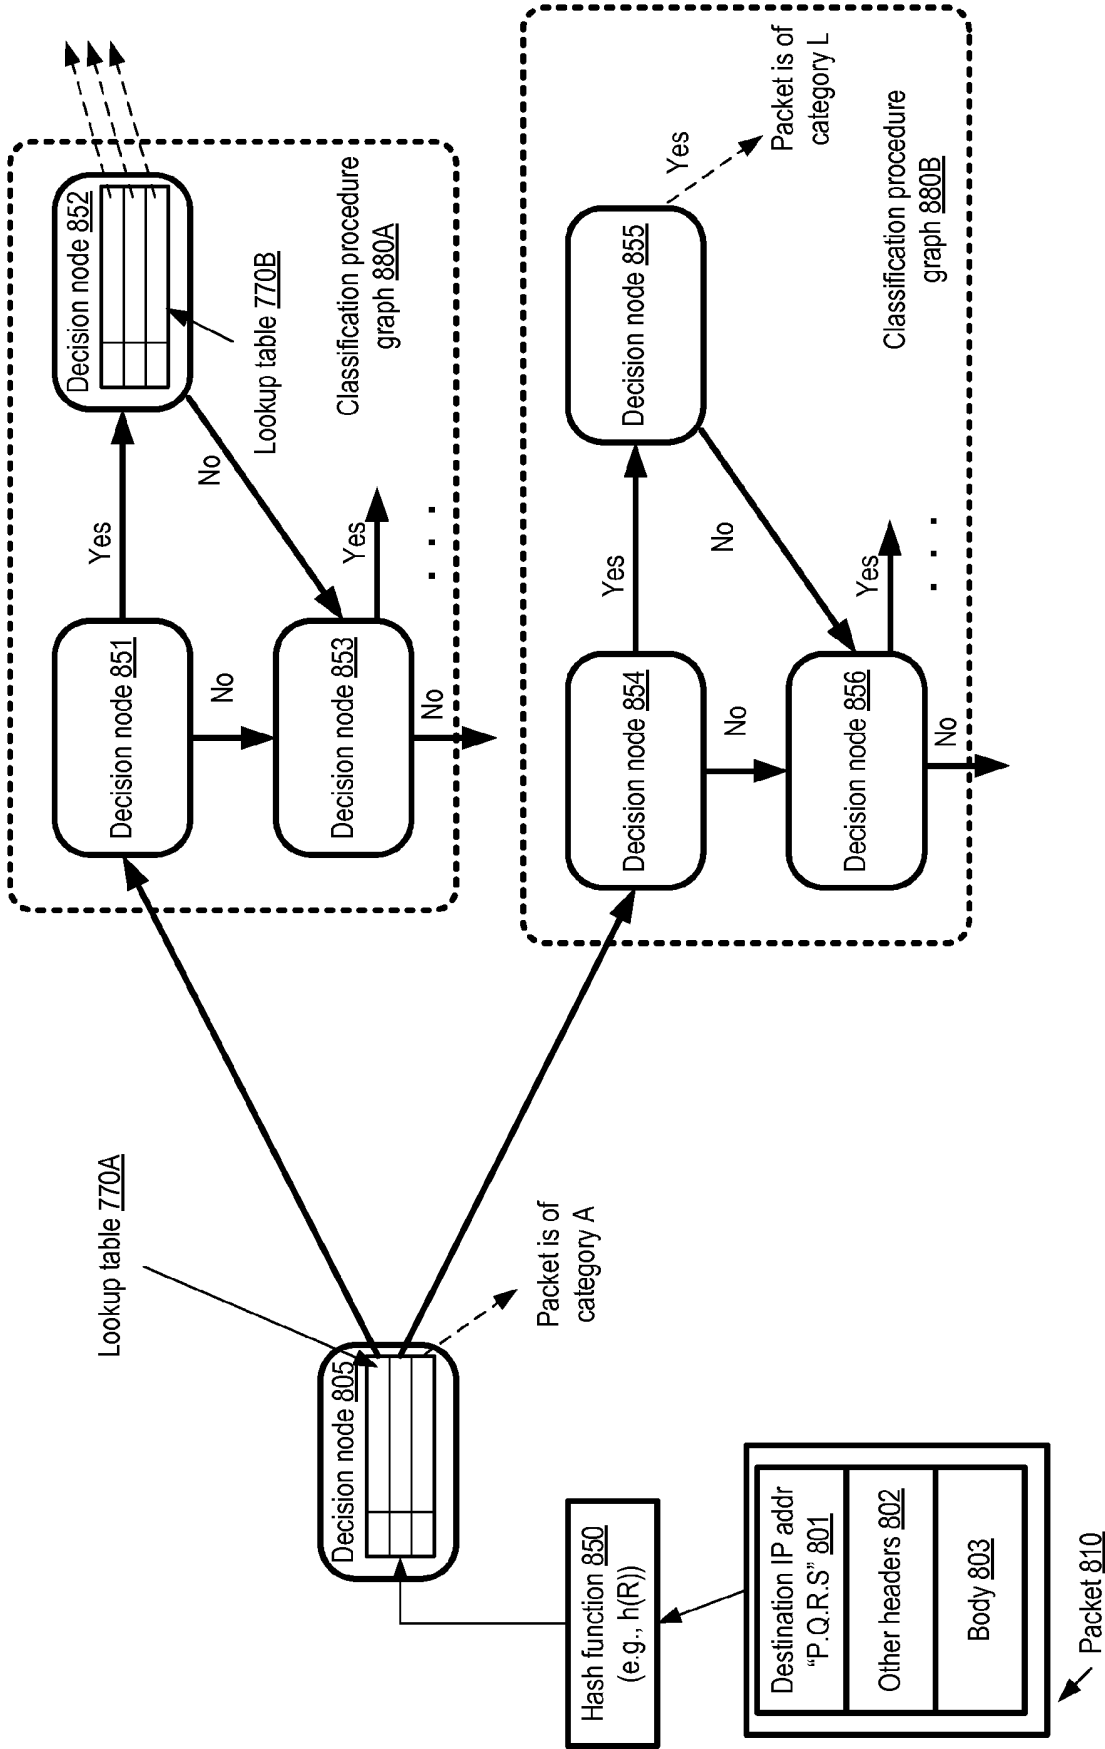 Decision node 852
Lookup table 770B
Classification procedure
graph 880A
Yes
No
Yes
. . .
Decision node 851
No
Decision node 853
No
Packet is of
category L
Yes
Decision node 855
Classification procedure
graph 880B
Yes
No
Yes
. . .
Decision node 854
No
Decision node 856
No
Lookup table 770A
Decision node 805
Packet is of
category A
Hash function 850
(e.g., h(R))
Destination IP addr
“P.Q.R.S” 801
Other headers 802
Body 803
Packet 810